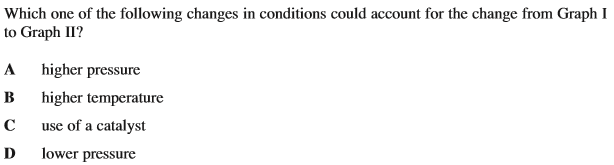 Which one of the following changes in conditions could account for the change from Graph I
to Graph II?
A higher pressure
B higher temperature
C use of a catalyst
D lower pressure